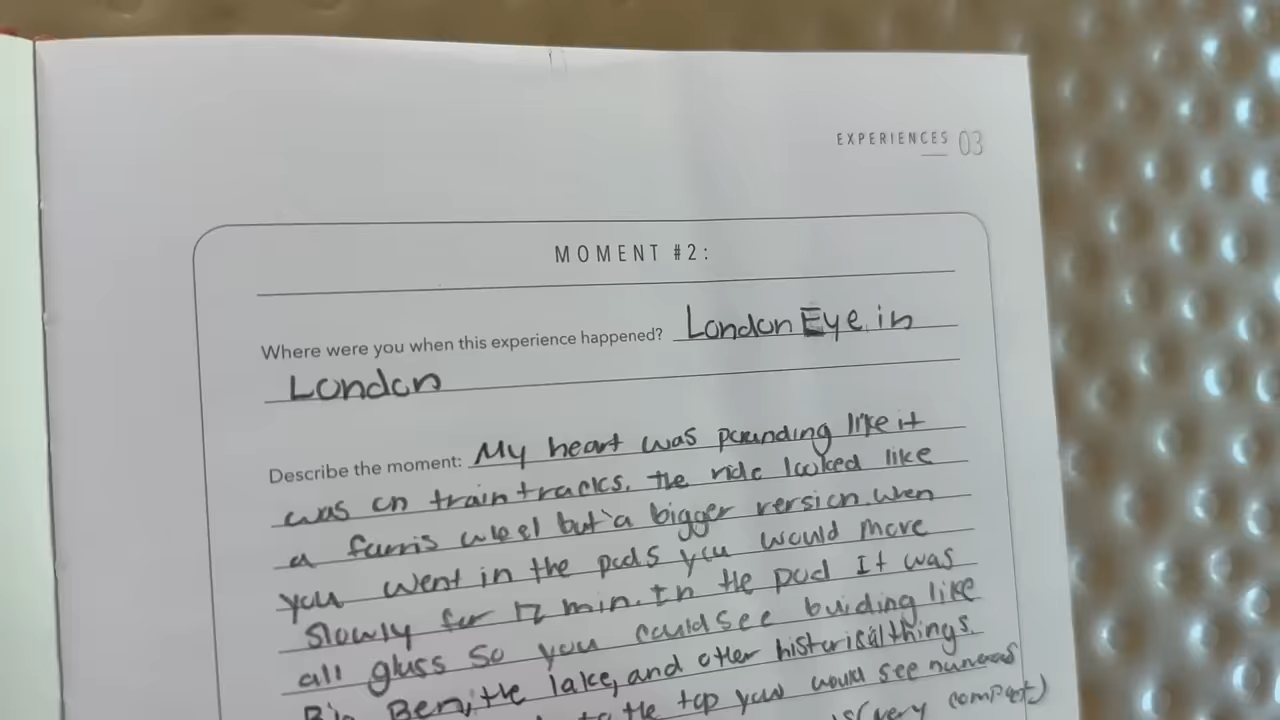 EXPERIENCES 03
MOMENT #2:
Where were you when this experience happened? London Eye in
London
Describe the moment: My heart was pounding like it
was on train tracks. the ride looked like
a farris weel but a bigger version. wen
you went in the pods you would move
slowly for 12 min. In the pod It was
all glass so you could see buiding like
Big Ben, the lake, and other historical things.
to the top you would see
(very compact)